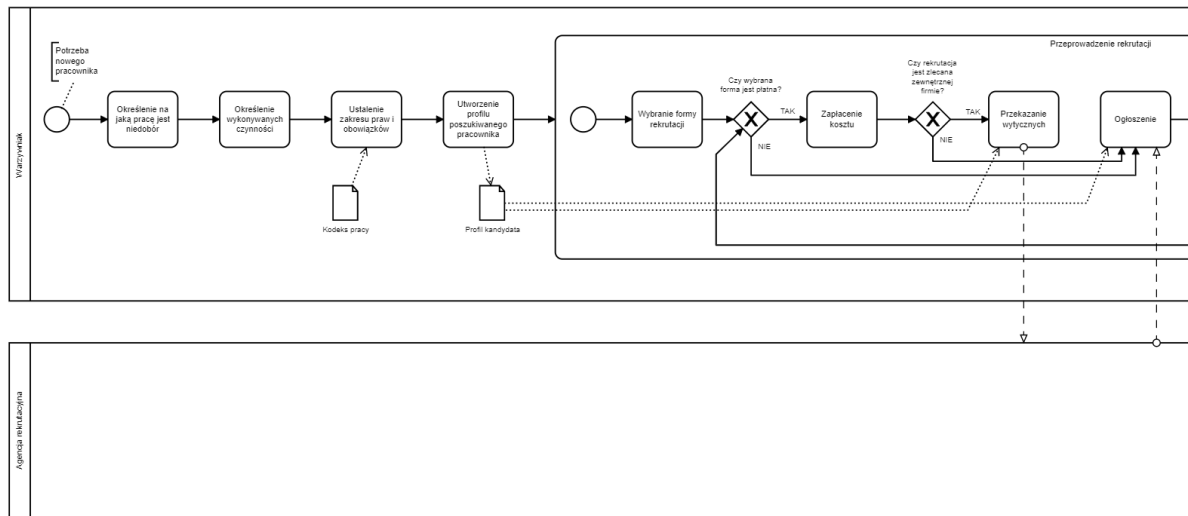 Warzywniak
Potrzeba
nowego
pracownika
Określenie na
jaką pracę jest
niedobór
Określenie
wykonywanych
czynności
Ustalenie
zakresu praw i
obowiązków
Utworzenie
profilu
poszukiwanego
pracownika
Kodeks pracy
Profil kandydata
Przeprowadzenie rekrutacji
Wybranie formy
rekrutacji
Czy wybrana
forma jest płatna?
TAK
NIE
Zapłacenie
kosztu
Czy rekrutacja
jest zlecana
zewnętrznej
firmie?
TAK
NIE
Przekazanie
wytycznych
Ogłoszenie
Agencja rekrutacyjna